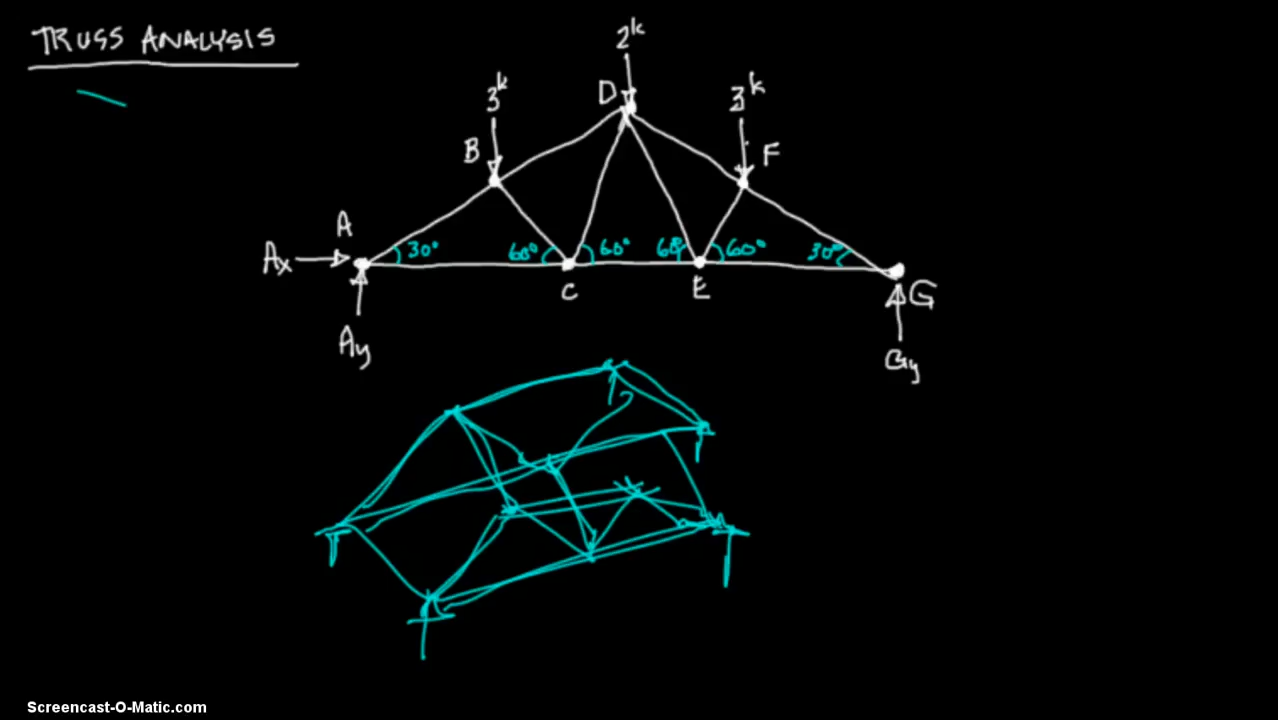 TRUSS ANALYSIS
2k
3k
3k
D
B
F
A
Ax
30°
60°
60°
60°
60°
30°
C
E
G
Ay
Gy
Screencast-O-Matic.com